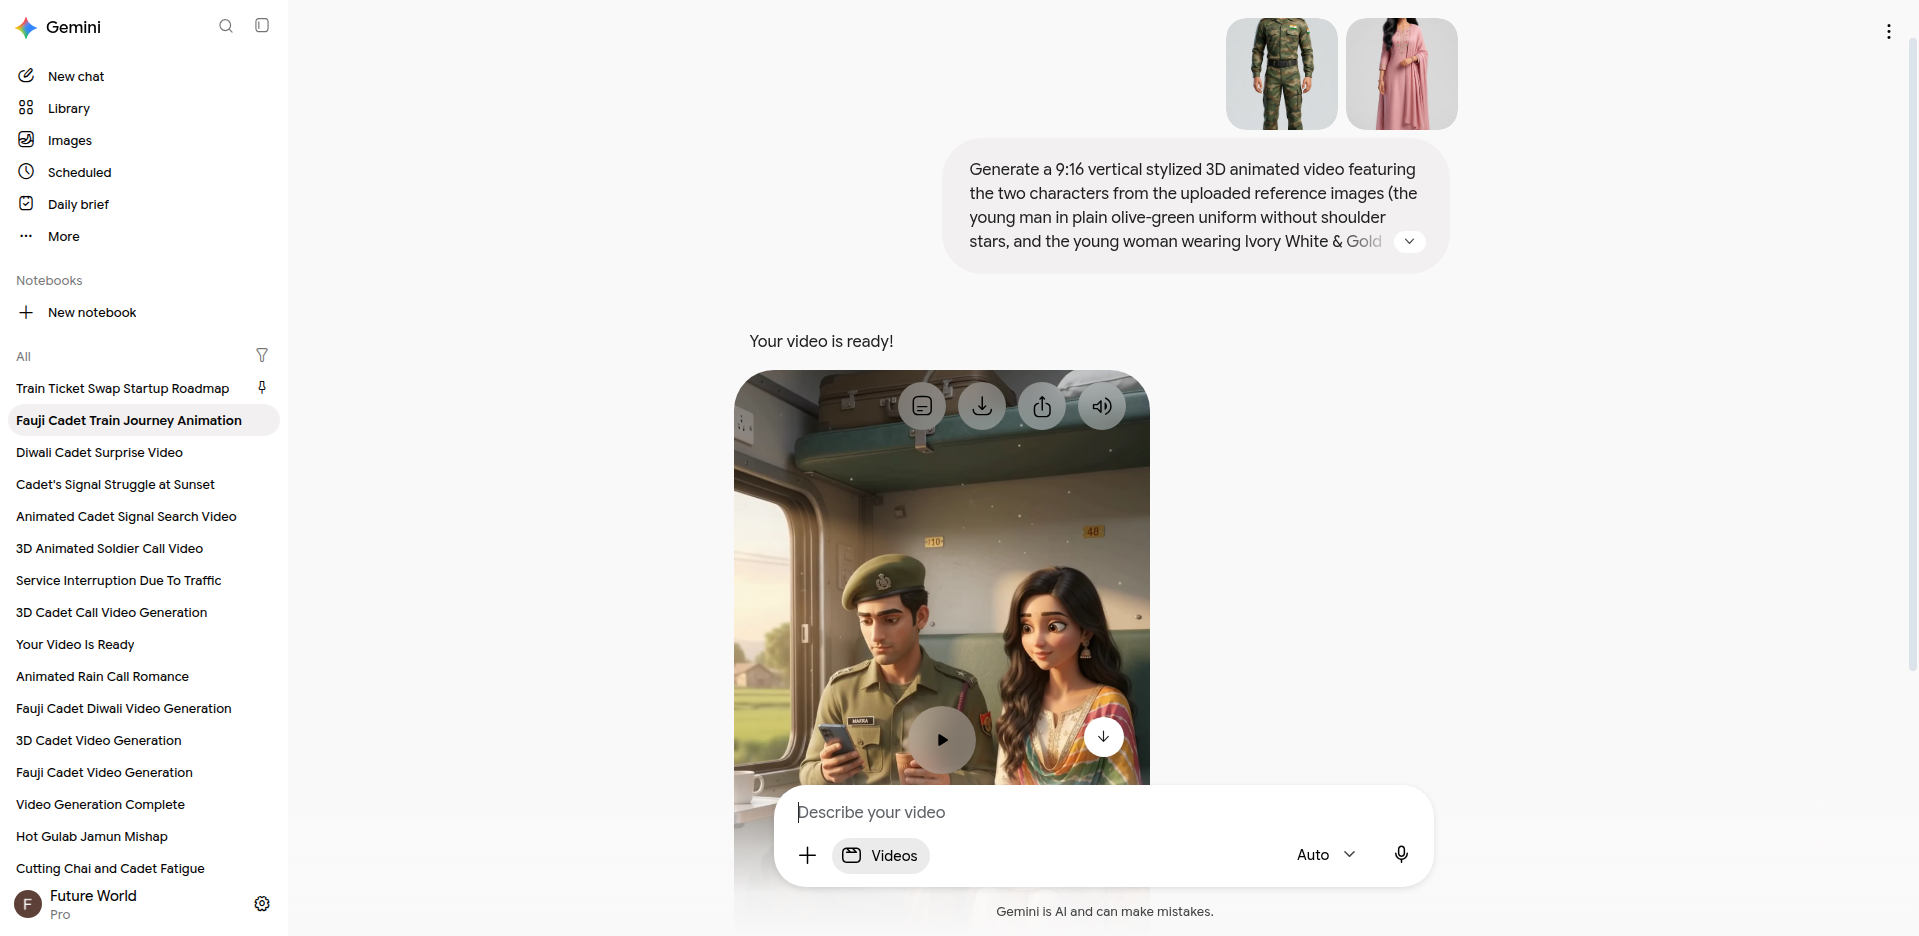 Gemini
New chat
Library
Images
Scheduled
Daily brief
More
Notebooks
New notebook
All
Train Ticket Swap Startup Roadmap
Fauji Cadet Train Journey Animation
Diwali Cadet Surprise Video
Cadet's Signal Struggle at Sunset
Animated Cadet Signal Search Video
3D Animated Soldier Call Video
Service Interruption Due To Traffic
3D Cadet Call Video Generation
Your Video Is Ready
Animated Rain Call Romance
Fauji Cadet Diwali Video Generation
3D Cadet Video Generation
Fauji Cadet Video Generation
Video Generation Complete
Hot Gulab Jamun Mishap
Cutting Chai and Cadet Fatigue
F
Future World
Pro
Generate a 9:16 vertical stylized 3D animated video featuring
the two characters from the uploaded reference images (the
young man in plain olive-green uniform without shoulder
stars, and the young woman wearing Ivory White & Gold
Your video is ready!
48
Describe your video
Videos
Auto
Gemini is AI and can make mistakes.